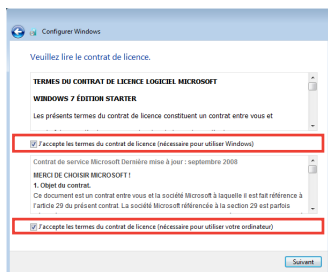 Configurer Windows
Veuillez lire le contrat de licence.
TERMES DU CONTRAT DE LICENCE LOGICIEL MICROSOFT
WINDOWS 7 ÉDITION STARTER
Les présents termes du contrat de licence constituent un contrat entre vous et
J'accepte les termes du contrat de licence (nécessaire pour utiliser Windows)
Contrat de service Microsoft Dernière mise à jour : septembre 2008
MERCI DE CHOISIR MICROSOFT !
1. Objet du contrat.
Ce document est un contrat entre vous et la société Microsoft à laquelle il est fait référence à
l'article 29 du présent contrat. La société Microsoft référencée à la section 29 est parfois
J'accepte les termes du contrat de licence (nécessaire pour utiliser votre ordinateur)
Suivant